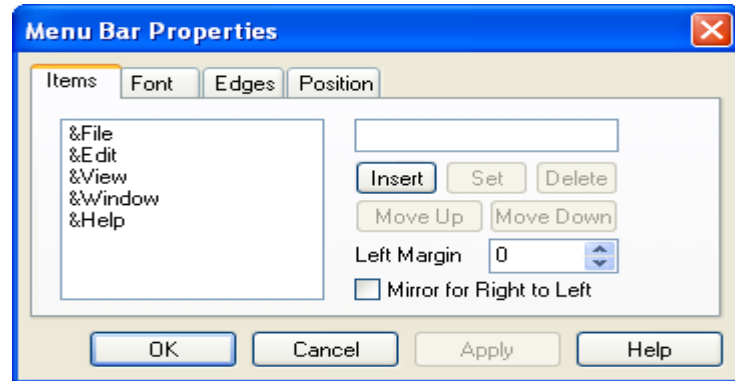 Menu Bar Properties
Items Font Edges Position
&File
&Edit
&View
&Window
&Help
Insert Set Delete
Move Up Move Down
Left Margin 0
Mirror for Right to Left
OK Cancel Apply Help